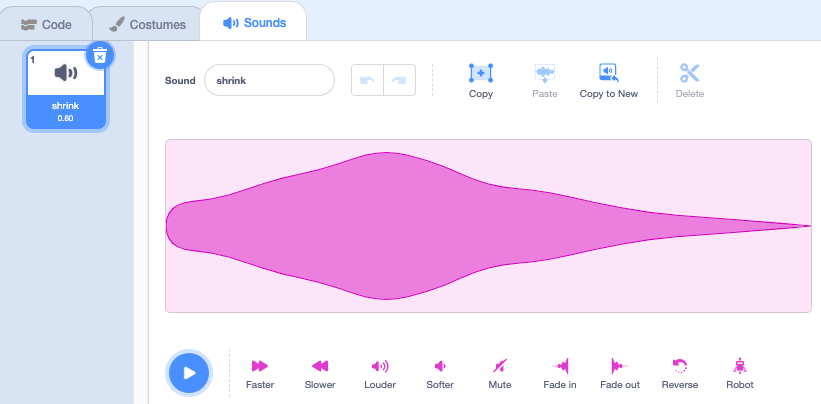 Code
Costumes
Sounds
1
shrink
0.60
Sound
shrink
Copy
Paste
Copy to New
Delete
Faster
Slower
Louder
Softer
Mute
Fade in
Fade out
Reverse
Robot